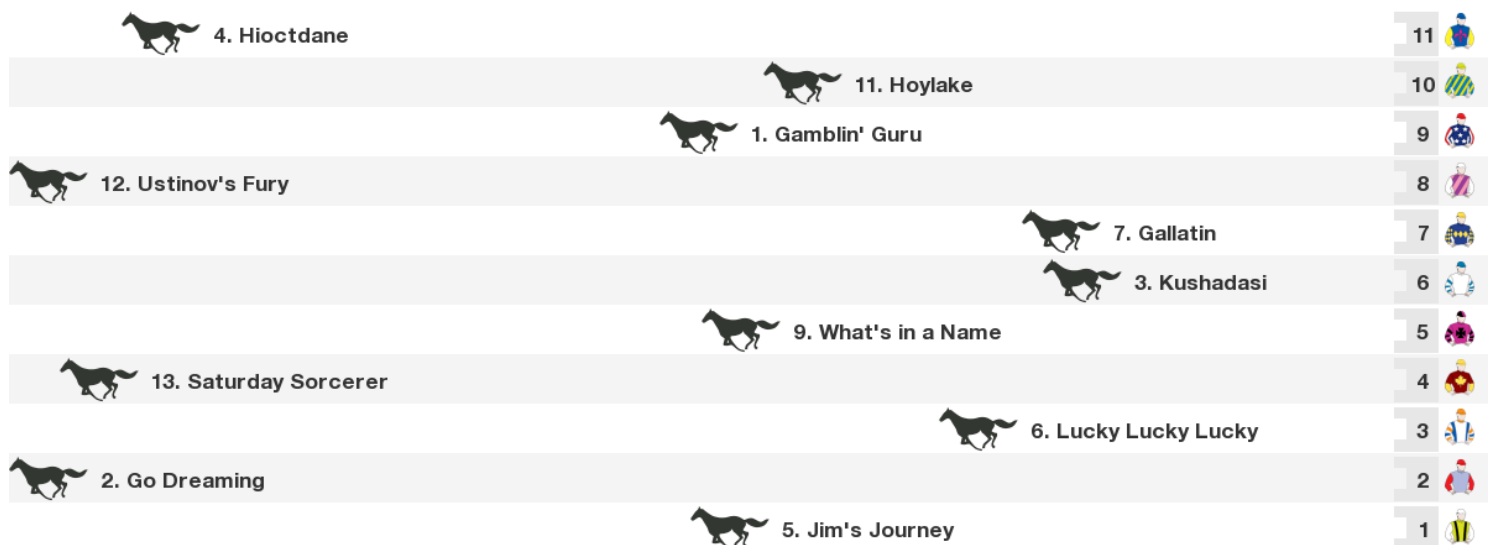 4. Hioctdane 11
11. Hoylake 10
1. Gamblin' Guru 9
12. Ustinov's Fury 8
7. Gallatin 7
3. Kushadasi 6
9. What's in a Name 5
13. Saturday Sorcerer 4
6. Lucky Lucky Lucky 3
2. Go Dreaming 2
5. Jim's Journey 1